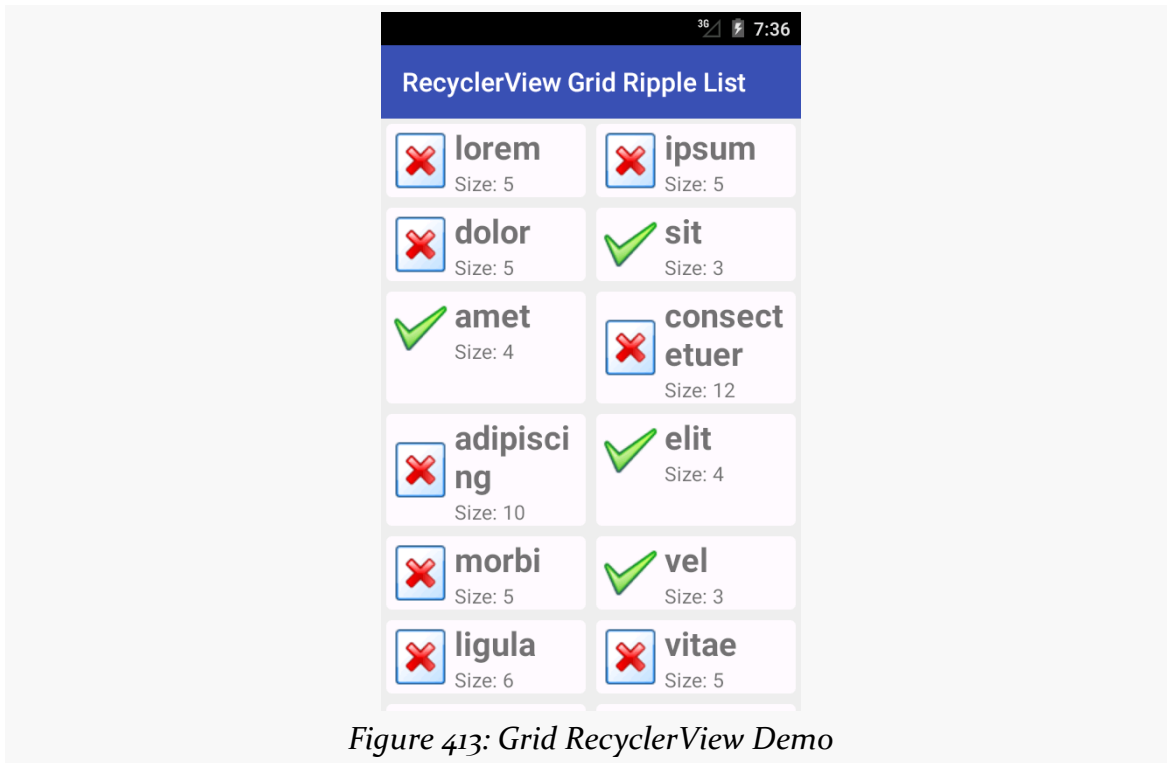 3G 7:36
RecyclerView Grid Ripple List
lorem
Size: 5
ipsum
Size: 5
dolor
Size: 5
sit
Size: 3
amet
Size: 4
consect
etuer
Size: 12
adipisci
ng
Size: 10
elit
Size: 4
morbi
Size: 5
vel
Size: 3
ligula
Size: 6
vitae
Size: 5
Figure 413: Grid RecyclerView Demo